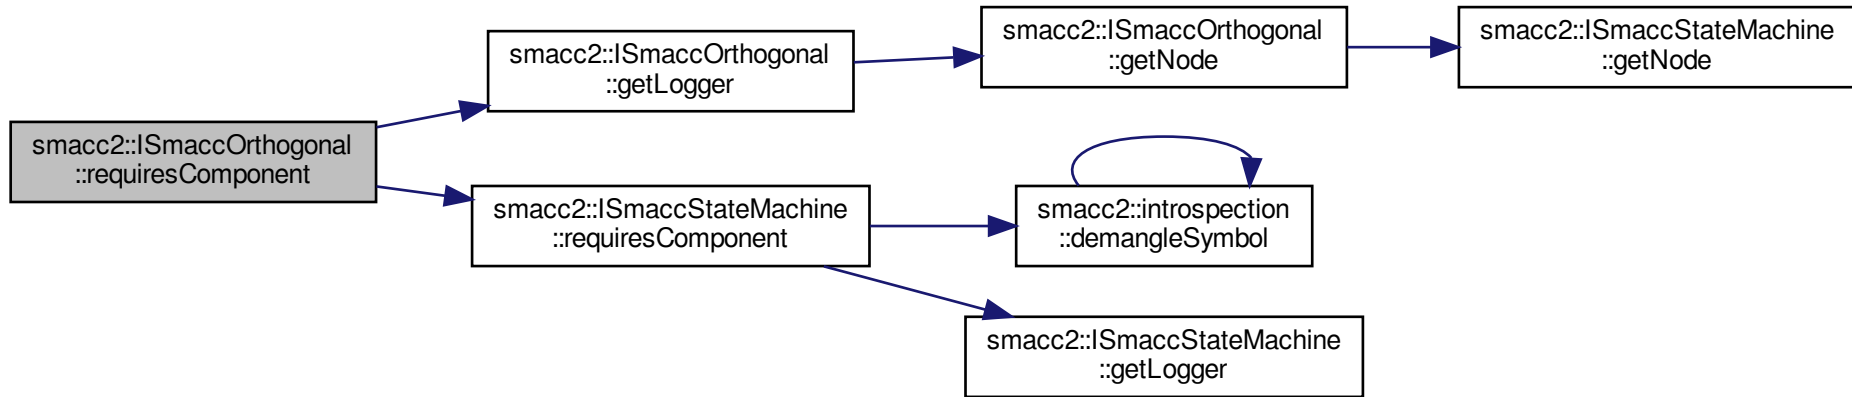 smacc2::ISmaccOrthogonal
::requiresComponent
smacc2::ISmaccOrthogonal
::getLogger
smacc2::ISmaccOrthogonal
::getNode
smacc2::ISmaccStateMachine
::getNode
smacc2::ISmaccStateMachine
::requiresComponent
smacc2::introspection
::demangleSymbol
smacc2::ISmaccStateMachine
::getLogger